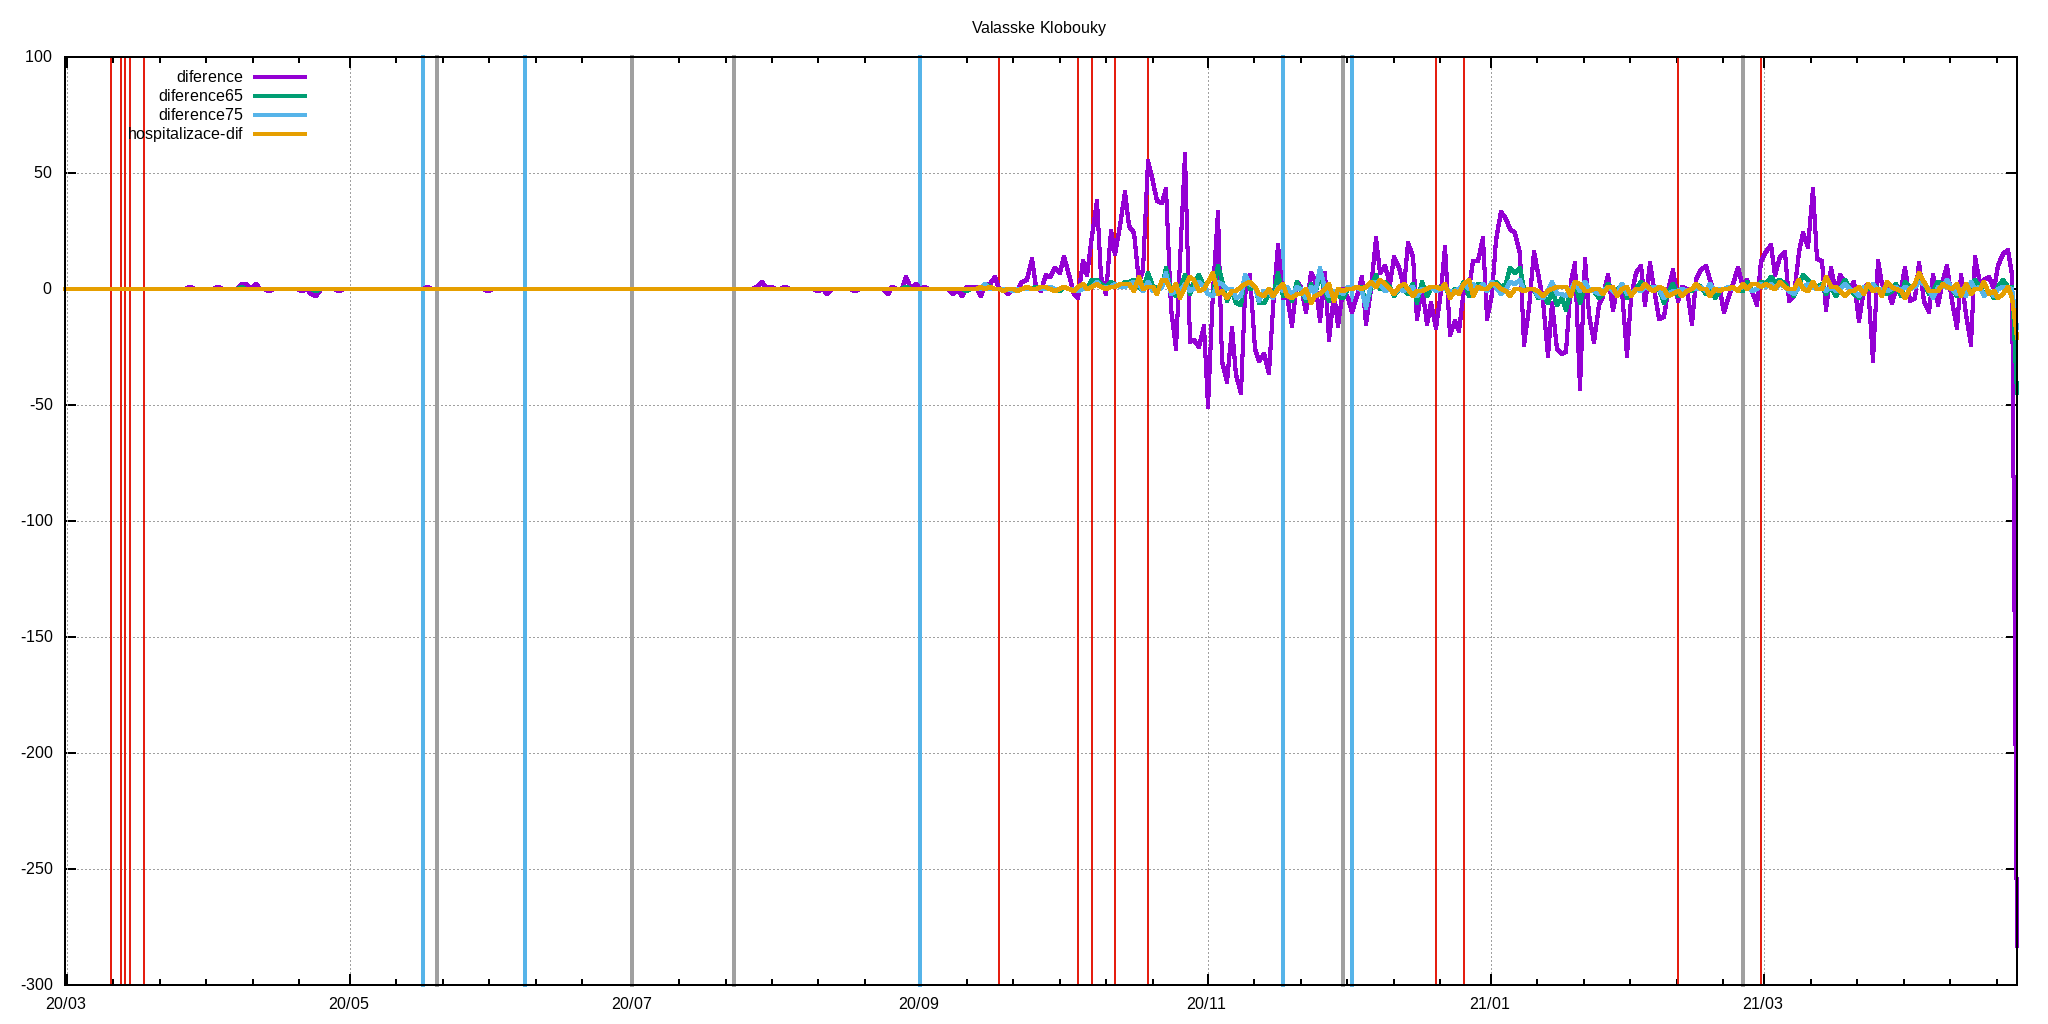 Valasske Klobouky
100
50
0
-50
-100
-150
-200
-250
-300
diference
diference65
diference75
hospitalizace-dif
20/03 20/05 20/07 20/09 20/11 21/01 21/03